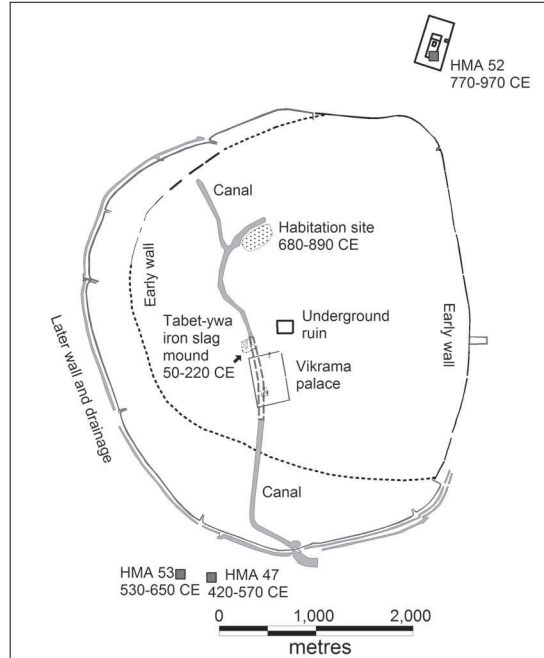 HMA 52
770-970 CE
Canal
Habitation site
680-890 CE
Early wall
Underground
ruin
Early wall
Tabet-ywa
iron slag
mound
50-220 CE
Vikrama
palace
Later wall and drainage
Canal
HMA 53
530-650 CE
HMA 47
420-570 CE
0 1,000 2,000
metres